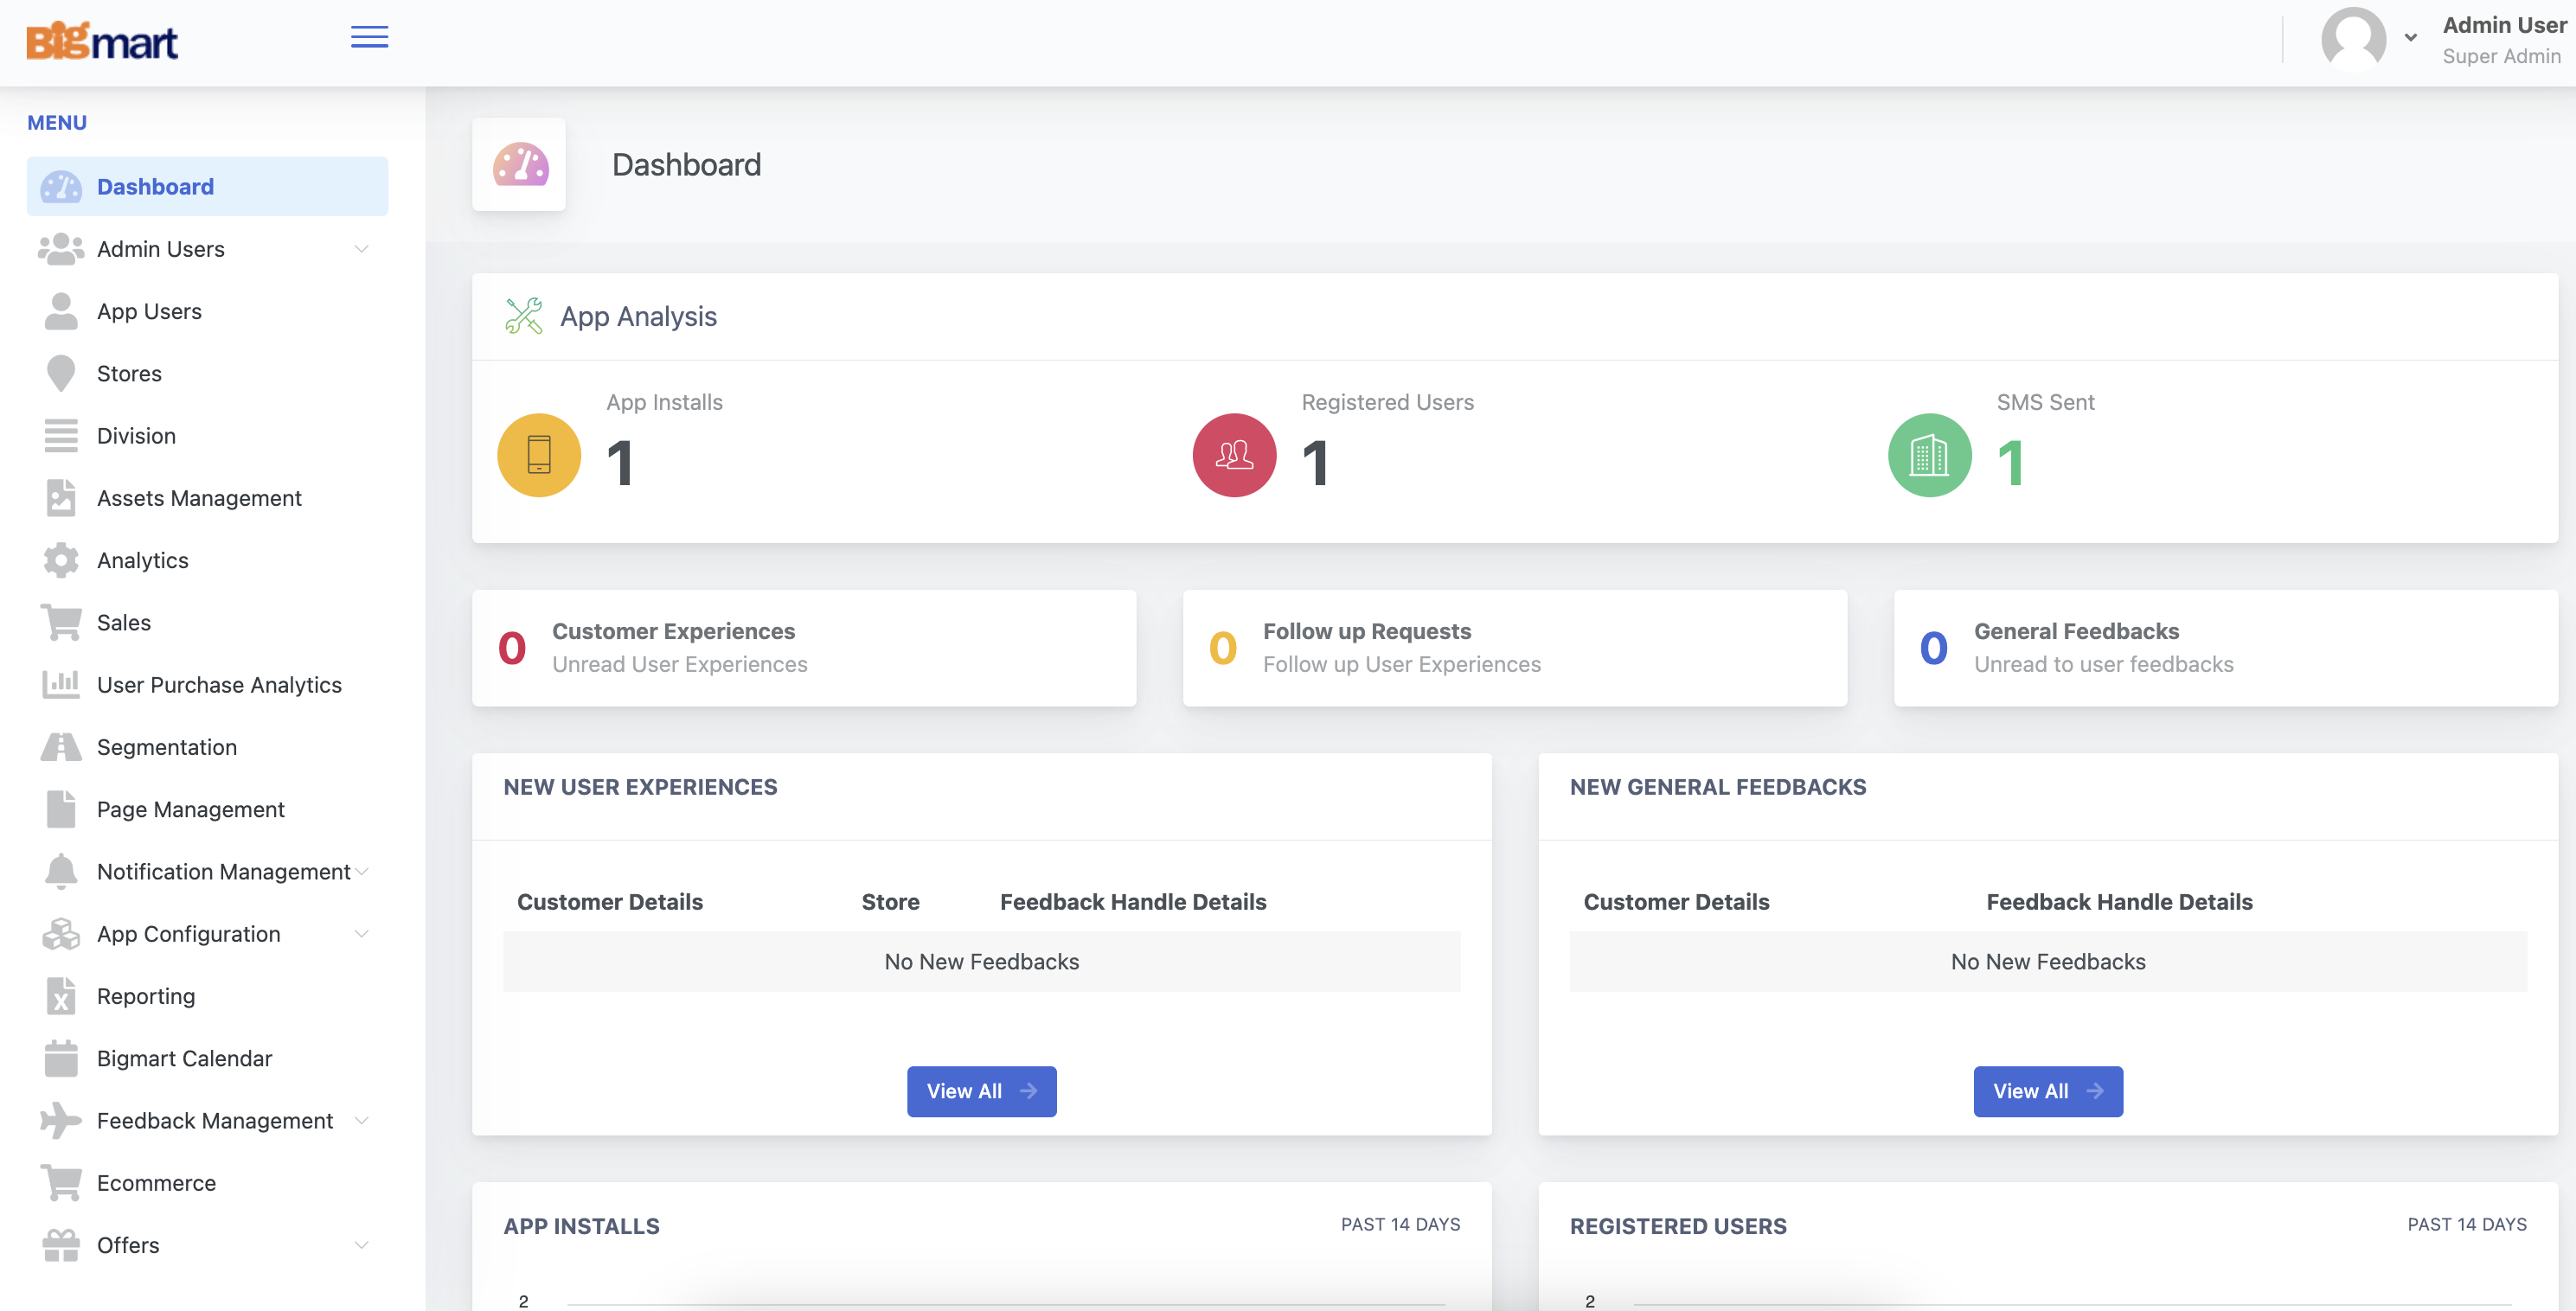 Bigmart
Admin User
Super Admin
MENU
Dashboard
Admin Users
App Users
Stores
Division
Assets Management
Analytics
Sales
User Purchase Analytics
Segmentation
Page Management
Notification Management
App Configuration
Reporting
Bigmart Calendar
Feedback Management
Ecommerce
Offers
Dashboard
App Analysis
App Installs
1
Registered Users
1
SMS Sent
1
0
Customer Experiences
Unread User Experiences
0
Follow up Requests
Follow up User Experiences
0
General Feedbacks
Unread to user feedbacks
NEW USER EXPERIENCES
Customer Details Store Feedback Handle Details
No New Feedbacks
View All
NEW GENERAL FEEDBACKS
Customer Details Feedback Handle Details
No New Feedbacks
View All
APP INSTALLS PAST 14 DAYS
2
REGISTERED USERS PAST 14 DAYS
2